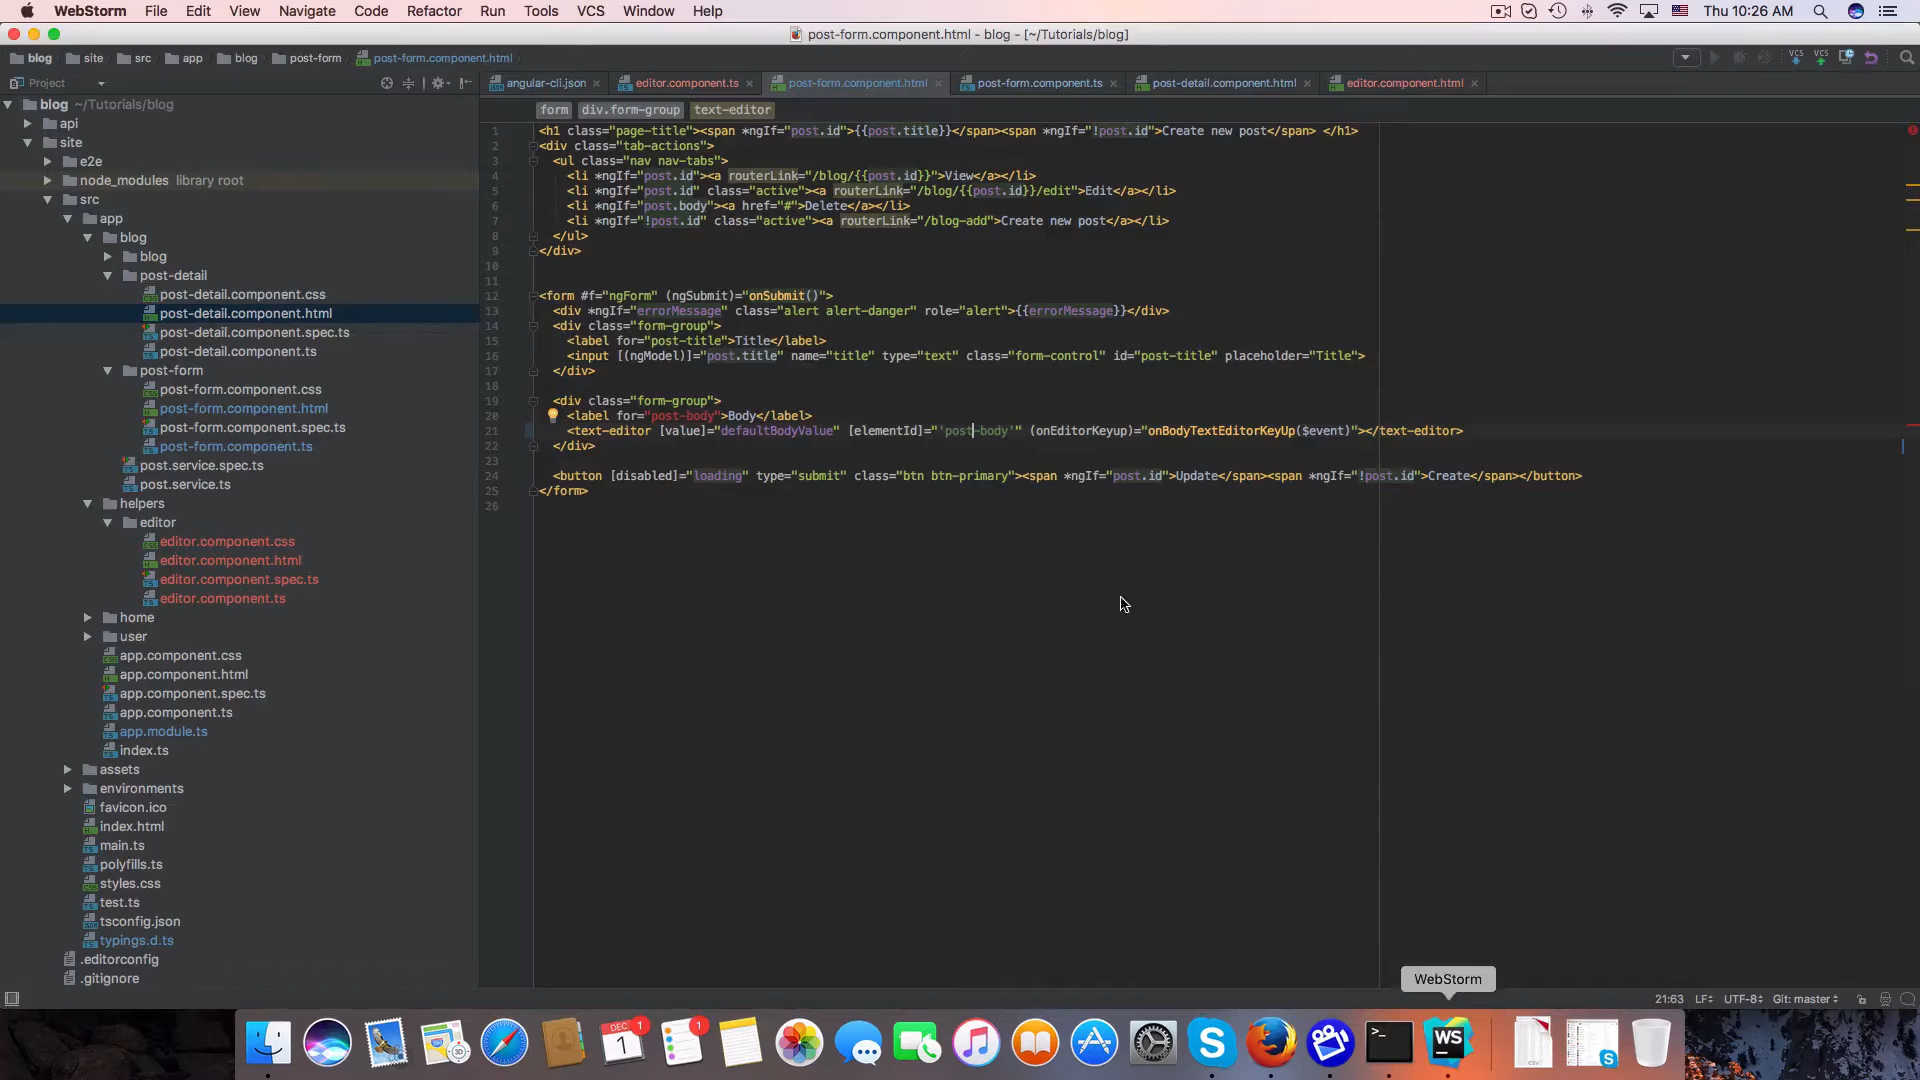 WebStorm File Edit View Navigate Code Refactor Run Tools VCS Window Help Thu 10:26 AM
post-form.component.html - blog - [~/Tutorials/blog]
blog site src app blog post-form post-form.component.html VCS VCS
Project angular-cli.json editor.component.ts post-form.component.html post-form.component.ts post-detail.component.html editor.component.html
form div.form-group text-editor
blog ~/Tutorials/blog
api
site
e2e
node_modules library root
src
app
blog
blog
post-detail
post-detail.component.css
post-detail.component.html
post-detail.component.spec.ts
post-detail.component.ts
post-form
post-form.component.css
post-form.component.html
post-form.component.spec.ts
post-form.component.ts
post.service.spec.ts
post.service.ts
helpers
editor
editor.component.css
editor.component.html
editor.component.spec.ts
editor.component.ts
home
user
app.component.css
app.component.html
app.component.spec.ts
app.component.ts
app.module.ts
index.ts
assets
environments
favicon.ico
index.html
main.ts
polyfills.ts
styles.css
test.ts
tsconfig.json
typings.d.ts
.editorconfig
.gitignore
1 <h1 class="page-title"><span *ngIf="post.id">{{post.title}}</span><span *ngIf="!post.id">Create new post</span> </h1>
2 <div class="tab-actions">
3 <ul class="nav nav-tabs">
4 <li *ngIf="post.id"><a routerLink="/blog/{{post.id}}">View</a></li>
5 <li *ngIf="post.id" class="active"><a routerLink="/blog/{{post.id}}/edit">Edit</a></li>
6 <li *ngIf="post.body"><a href="#">Delete</a></li>
7 <li *ngIf="!post.id" class="active"><a routerLink="/blog-add">Create new post</a></li>
8 </ul>
9 </div>
10
11
12 <form #f="ngForm" (ngSubmit)="onSubmit()">
13 <div *ngIf="errorMessage" class="alert alert-danger" role="alert">{{errorMessage}}</div>
14 <div class="form-group">
15 <label for="post-title">Title</label>
16 <input [(ngModel)]="post.title" name="title" type="text" class="form-control" id="post-title" placeholder="Title">
17 </div>
18
19 <div class="form-group">
20 <label for="post-body">Body</label>
21 <text-editor [value]="defaultBodyValue" [elementId]="'post-body'" (onEditorKeyup)="onBodyTextEditorKeyUp($event)"></text-editor>
22 </div>
23
24 <button [disabled]="loading" type="submit" class="btn btn-primary"><span *ngIf="post.id">Update</span><span *ngIf="!post.id">Create</span></button>
25 </form>
26
WebStorm
21:63 LF UTF-8 Git: master
DEC 1 1 1 3D >_ WS S S